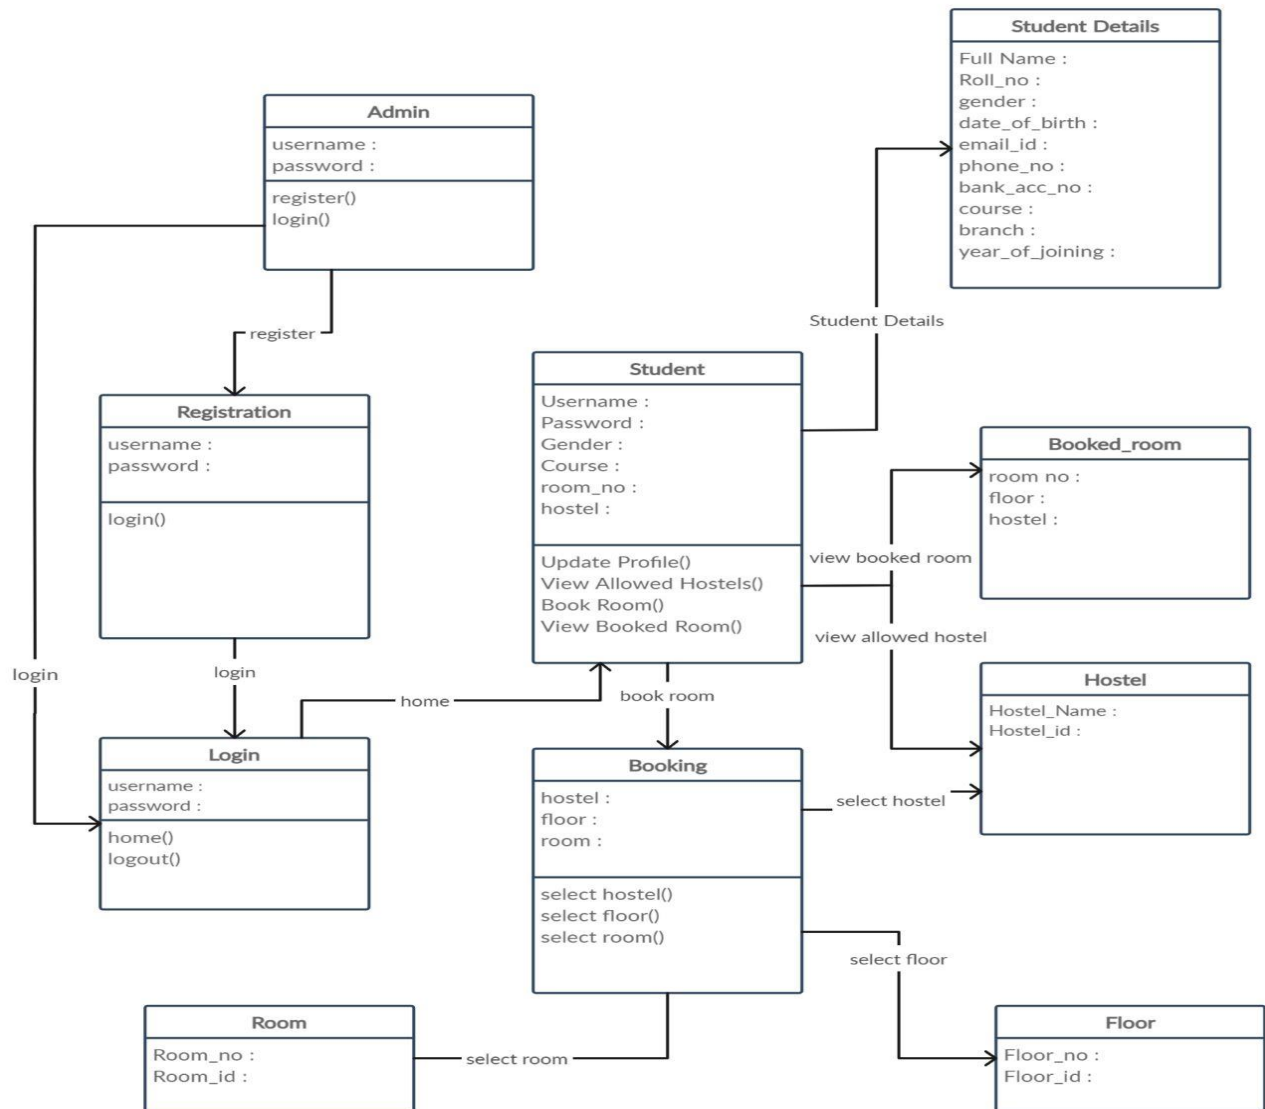 Student Details
Full Name :
Roll_no :
gender :
date_of_birth :
email_id :
phone_no :
bank_acc_no :
course :
branch :
year_of_joining :
Admin
username :
password :
register()
login()
register
Student Details
Registration
username :
password :
login()
Student
Username :
Password :
Gender :
Course :
room_no :
hostel :
Update Profile()
View Allowed Hostels()
Book Room()
View Booked Room()
Booked_room
room no :
floor :
hostel :
view booked room
view allowed hostel
login
login
home
book room
Hostel
Hostel_Name :
Hostel_id :
Login
username :
password :
home()
logout()
Booking
hostel :
floor :
room :
select hostel()
select floor()
select room()
select hostel
select floor
Room
Room_no :
Room_id :
select room
Floor
Floor_no :
Floor_id :